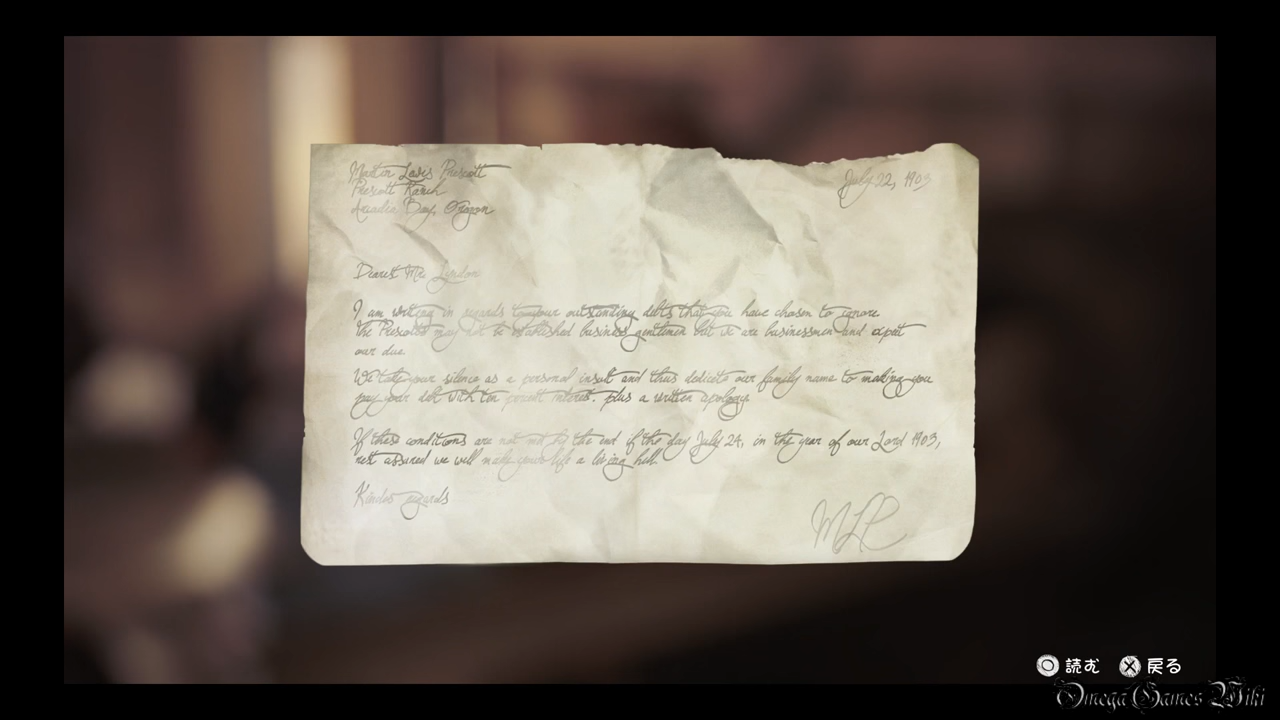 Martin Lewis Prescott
July 22, 1903
Prescott Ranch
Arcadia Bay, Oregon
Dearest Mr. Lyndon
I am writing in regards to your outstanding debts that you have chosen to ignore.
The Prescotts may not be established business gentlemen but we are businessmen and expect
our due.
We take your silence as a personal insult and thus dedicate our family name to making you
pay your debt with ten percent interest. plus a written apology.
If these conditions are not met by the end if the day July 24, in the year of our Lord 1903,
rest assured we will make your life a living hell.
Kindest regards
MLP
読む 戻る
Omega Games Wiki